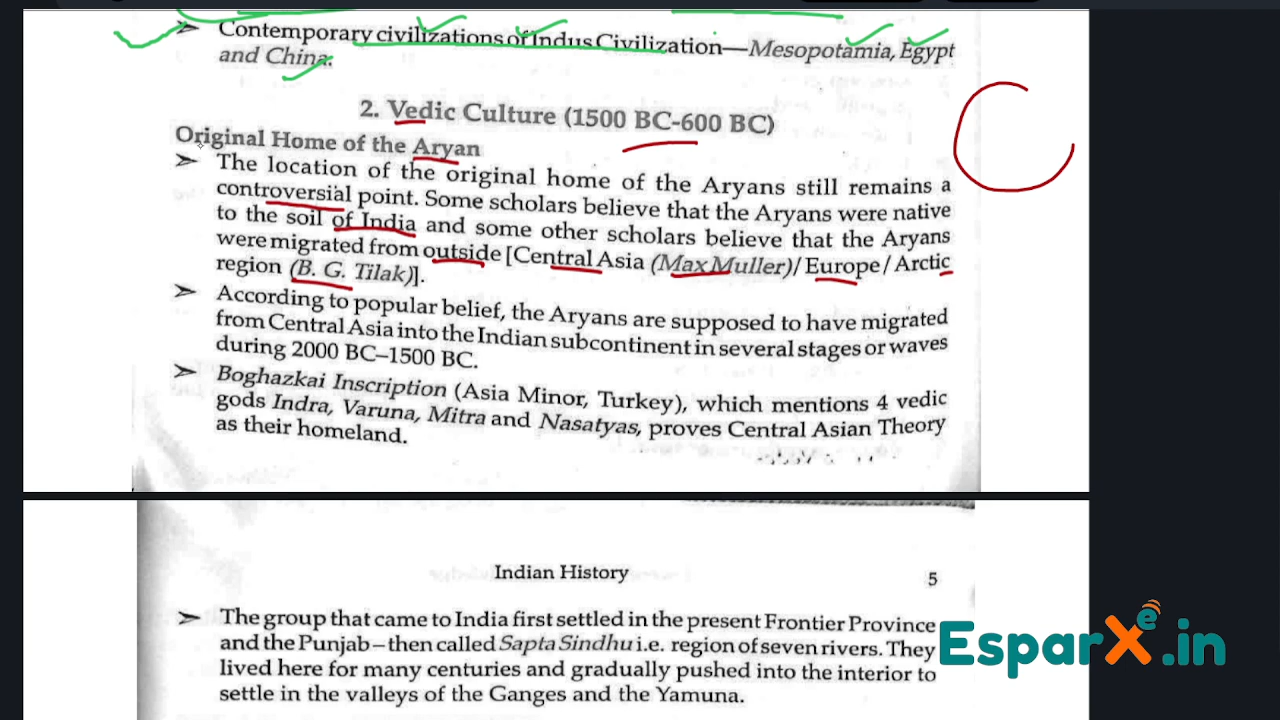 ➢ Contemporary civilizations of Indus Civilization—Mesopotamia, Egypt
and China.
2. Vedic Culture (1500 BC-600 BC)
Original Home of the Aryan
➢ The location of the original home of the Aryans still remains a
controversial point. Some scholars believe that the Aryans were native
to the soil of India and some other scholars believe that the Aryans
were migrated from outside [Central Asia (Max Muller)/Europe/Arctic
region (B. G. Tilak)].
➢ According to popular belief, the Aryans are supposed to have migrated
from Central Asia into the Indian subcontinent in several stages or waves
during 2000 BC–1500 BC.
➢ Boghazkai Inscription (Asia Minor, Turkey), which mentions 4 vedic
gods Indra, Varuna, Mitra and Nasatyas, proves Central Asian Theory
as their homeland.
Indian History 5
➢ The group that came to India first settled in the present Frontier Province
and the Punjab–then called Sapta Sindhu i.e. region of seven rivers. They
lived here for many centuries and gradually pushed into the interior to
settle in the valleys of the Ganges and the Yamuna.
EsparXe.in